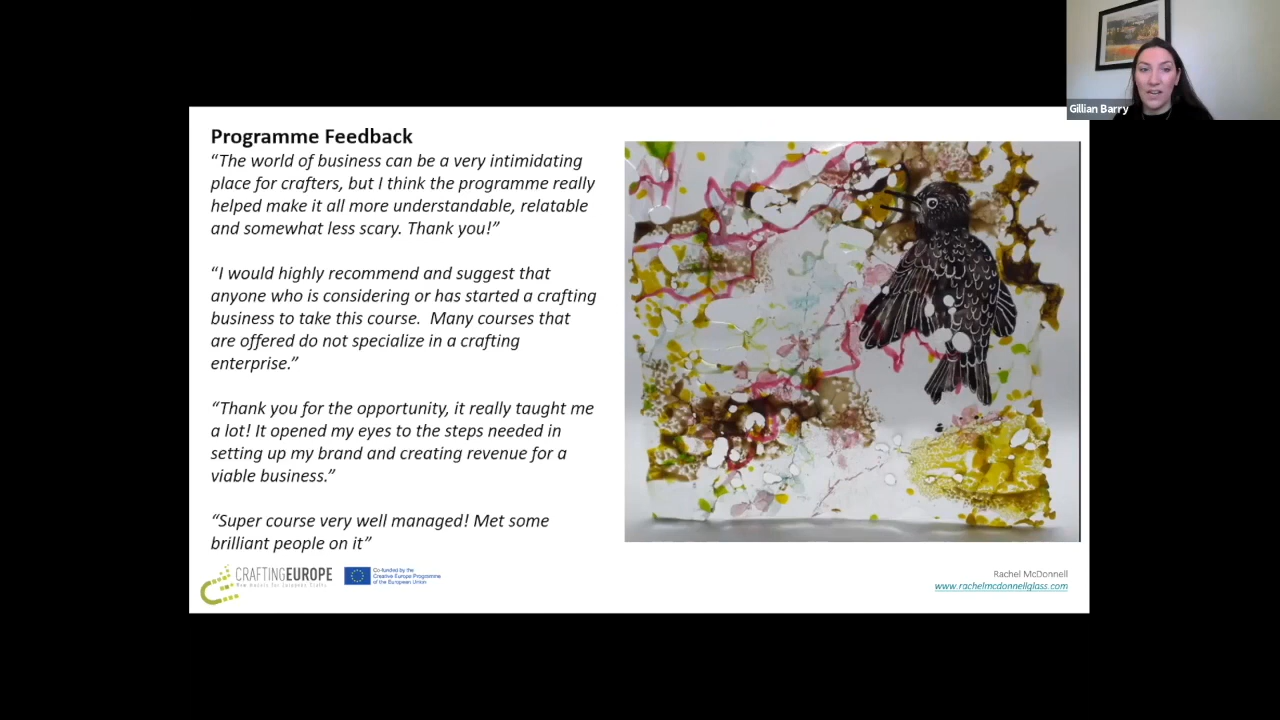 Gillian Barry
Programme Feedback
“The world of business can be a very intimidating
place for crafters, but I think the programme really
helped make it all more understandable, relatable
and somewhat less scary. Thank you!”
“I would highly recommend and suggest that
anyone who is considering or has started a crafting
business to take this course.  Many courses that
are offered do not specialize in a crafting
enterprise.”
“Thank you for the opportunity, it really taught me
a lot! It opened my eyes to the steps needed in
setting up my brand and creating revenue for a
viable business.”
“Super course very well managed! Met some
brilliant people on it”
CRAFTINGEUROPE
New Models for European Crafts
Co-funded by the
Creative Europe Programme
of the European Union
Rachel McDonnell
www.rachelmcdonnellglass.com